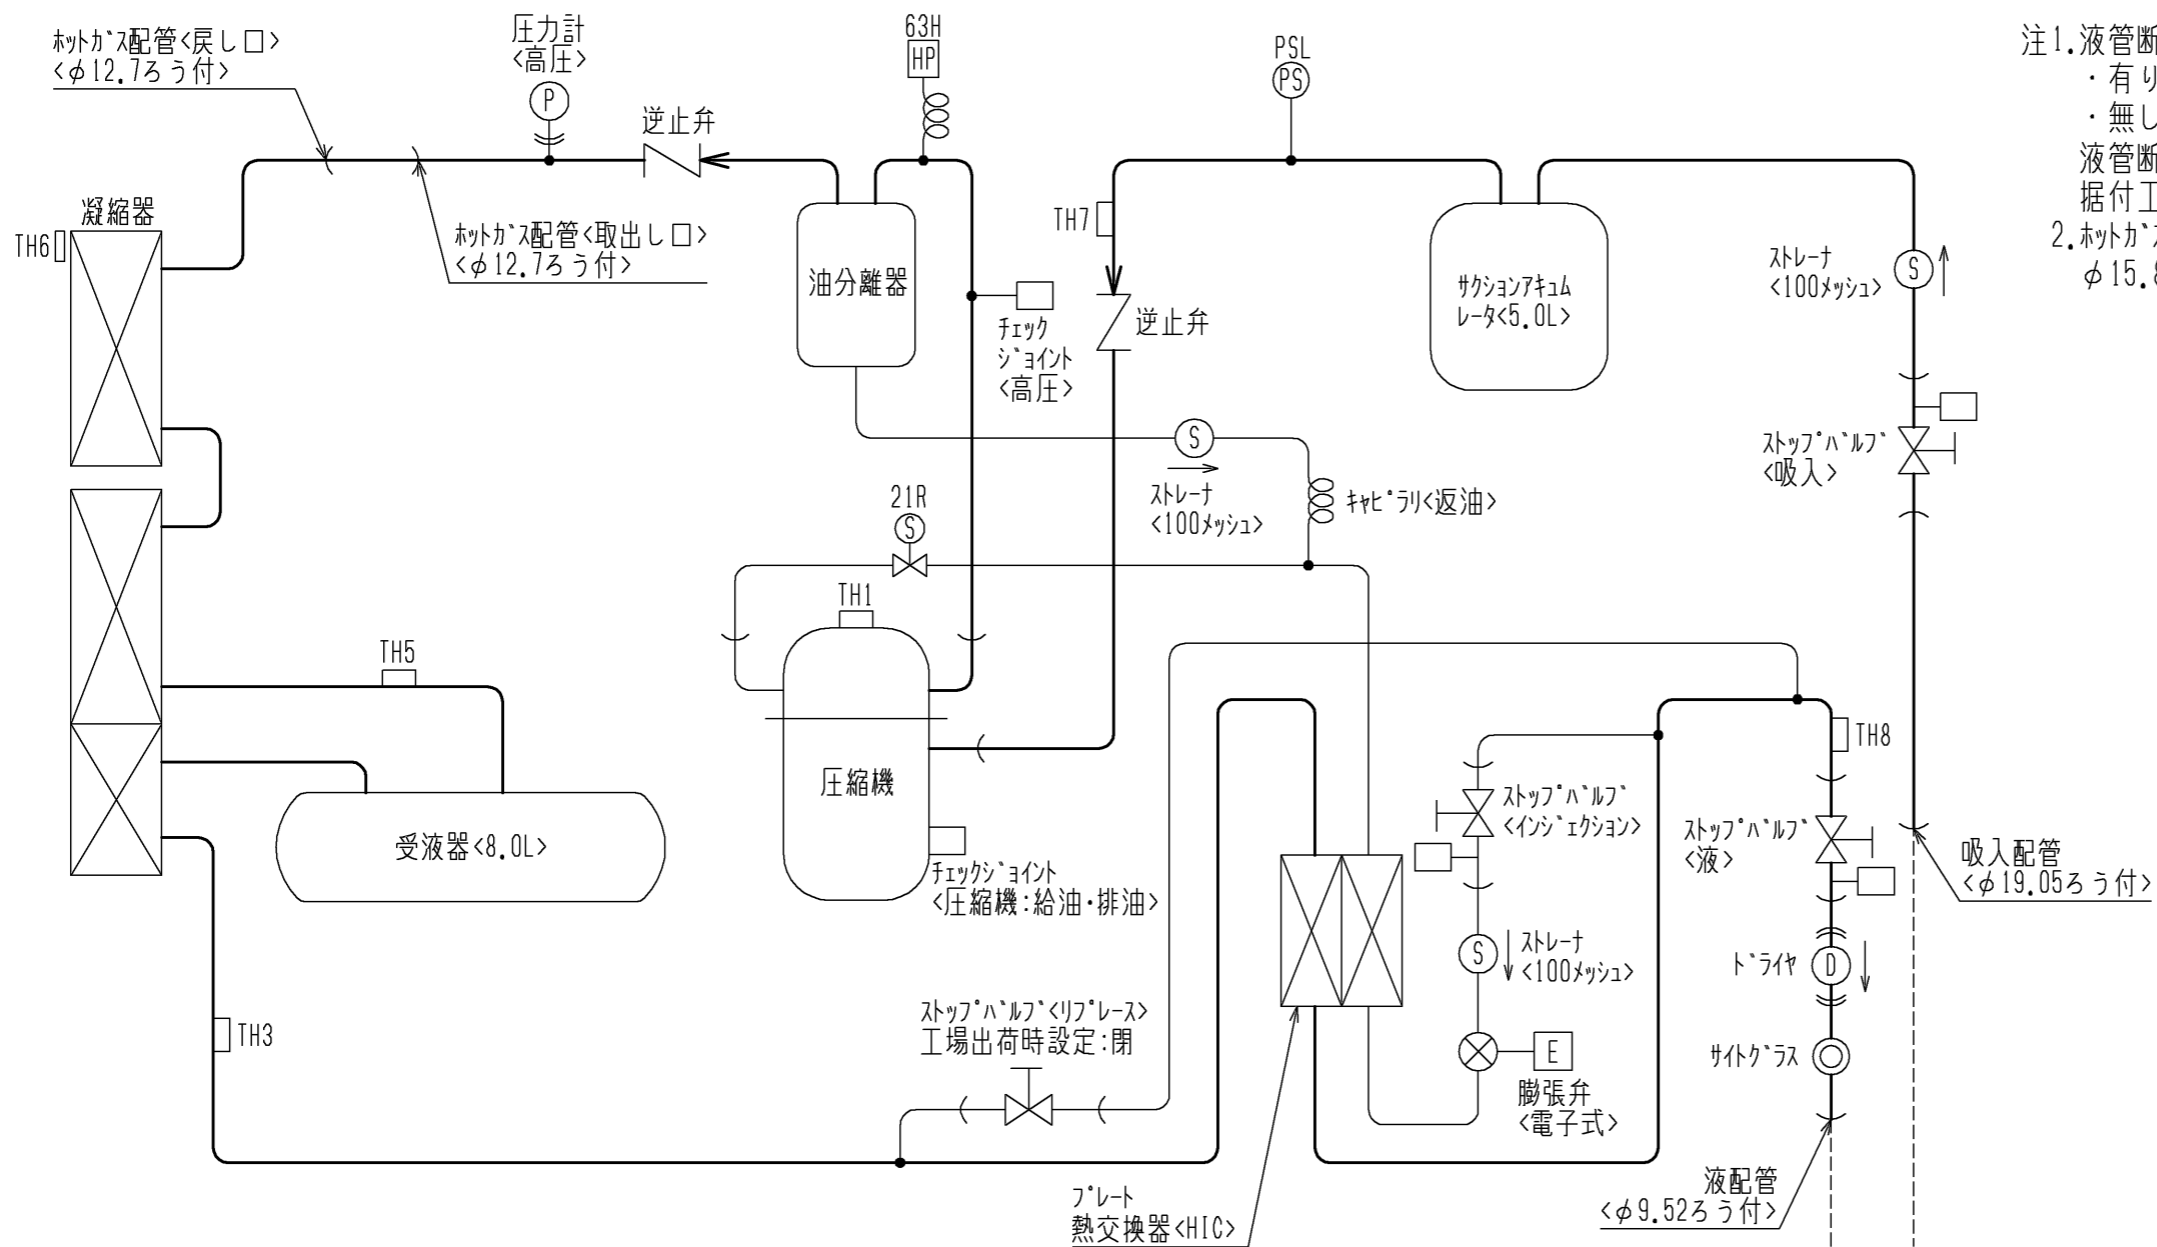 ホットガス配管<戻し口>
<φ12.7ろう付>
圧力計
<高圧>
P
63H
HP
逆止弁
PSL
PS
注1.液管断
・有り
・無し
液管断
据付工
2.ホットガス
φ15.8
凝縮器
TH6
ホットガス配管<取出し口>
<φ12.7ろう付>
油分離器
チェック
ジョイント
<高圧>
TH7
逆止弁
サクションアキュム
レータ<5.0L>
ストレーナ
<100メッシュ>
S
ストップバルブ
<吸入>
S
ストレーナ
<100メッシュ>
キャピラリ<返油>
21R
S
TH1
TH5
圧縮機
受液器<8.0L>
チェックジョイント
<圧縮機:給油・排油>
TH8
ストップバルブ
<インジェクション>
ストップバルブ
<液>
吸入配管
<φ19.05ろう付>
S
ストレーナ
<100メッシュ>
ドライヤ
D
TH3
ストップバルブ<リプレース>
工場出荷時設定:閉
E
膨張弁
<電子式>
サイトグラス
プレート
熱交換器<HIC>
液配管
<φ9.52ろう付>